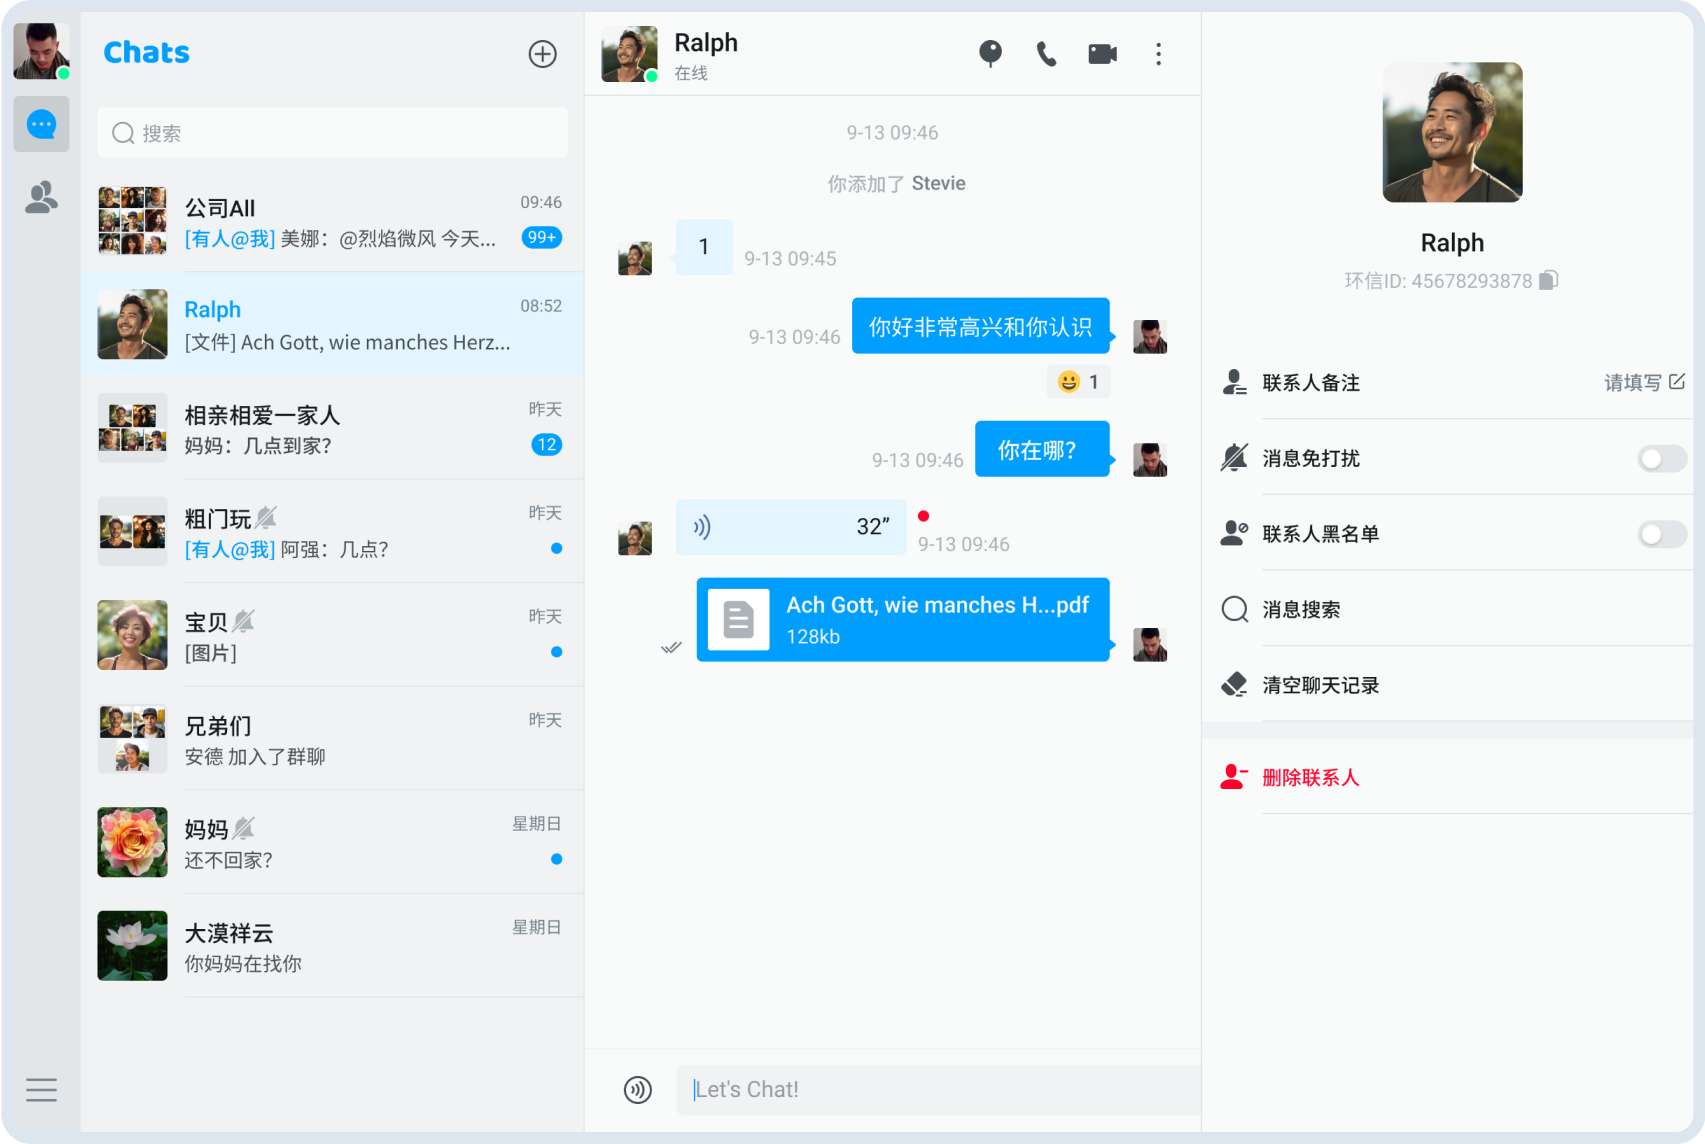 Chats
搜索
公司All
09:46
[有人@我] 美娜：@烈焰微风 今天...
99+
Ralph
08:52
[文件] Ach Gott, wie manches Herz...
相亲相爱一家人
昨天
妈妈：几点到家？
12
粗门玩
昨天
[有人@我] 阿强：几点？
宝贝
昨天
[图片]
兄弟们
昨天
安德 加入了群聊
妈妈
星期日
还不回家？
大漠祥云
星期日
你妈妈在找你
Ralph
在线
9-13 09:46
你添加了 Stevie
1
9-13 09:45
9-13 09:46
你好非常高兴和你认识
😀 1
9-13 09:46
你在哪？
32”
9-13 09:46
Ach Gott, wie manches H...pdf
128kb
Let's Chat!
Ralph
环信ID: 45678293878
联系人备注
请填写
消息免打扰
联系人黑名单
消息搜索
清空聊天记录
删除联系人